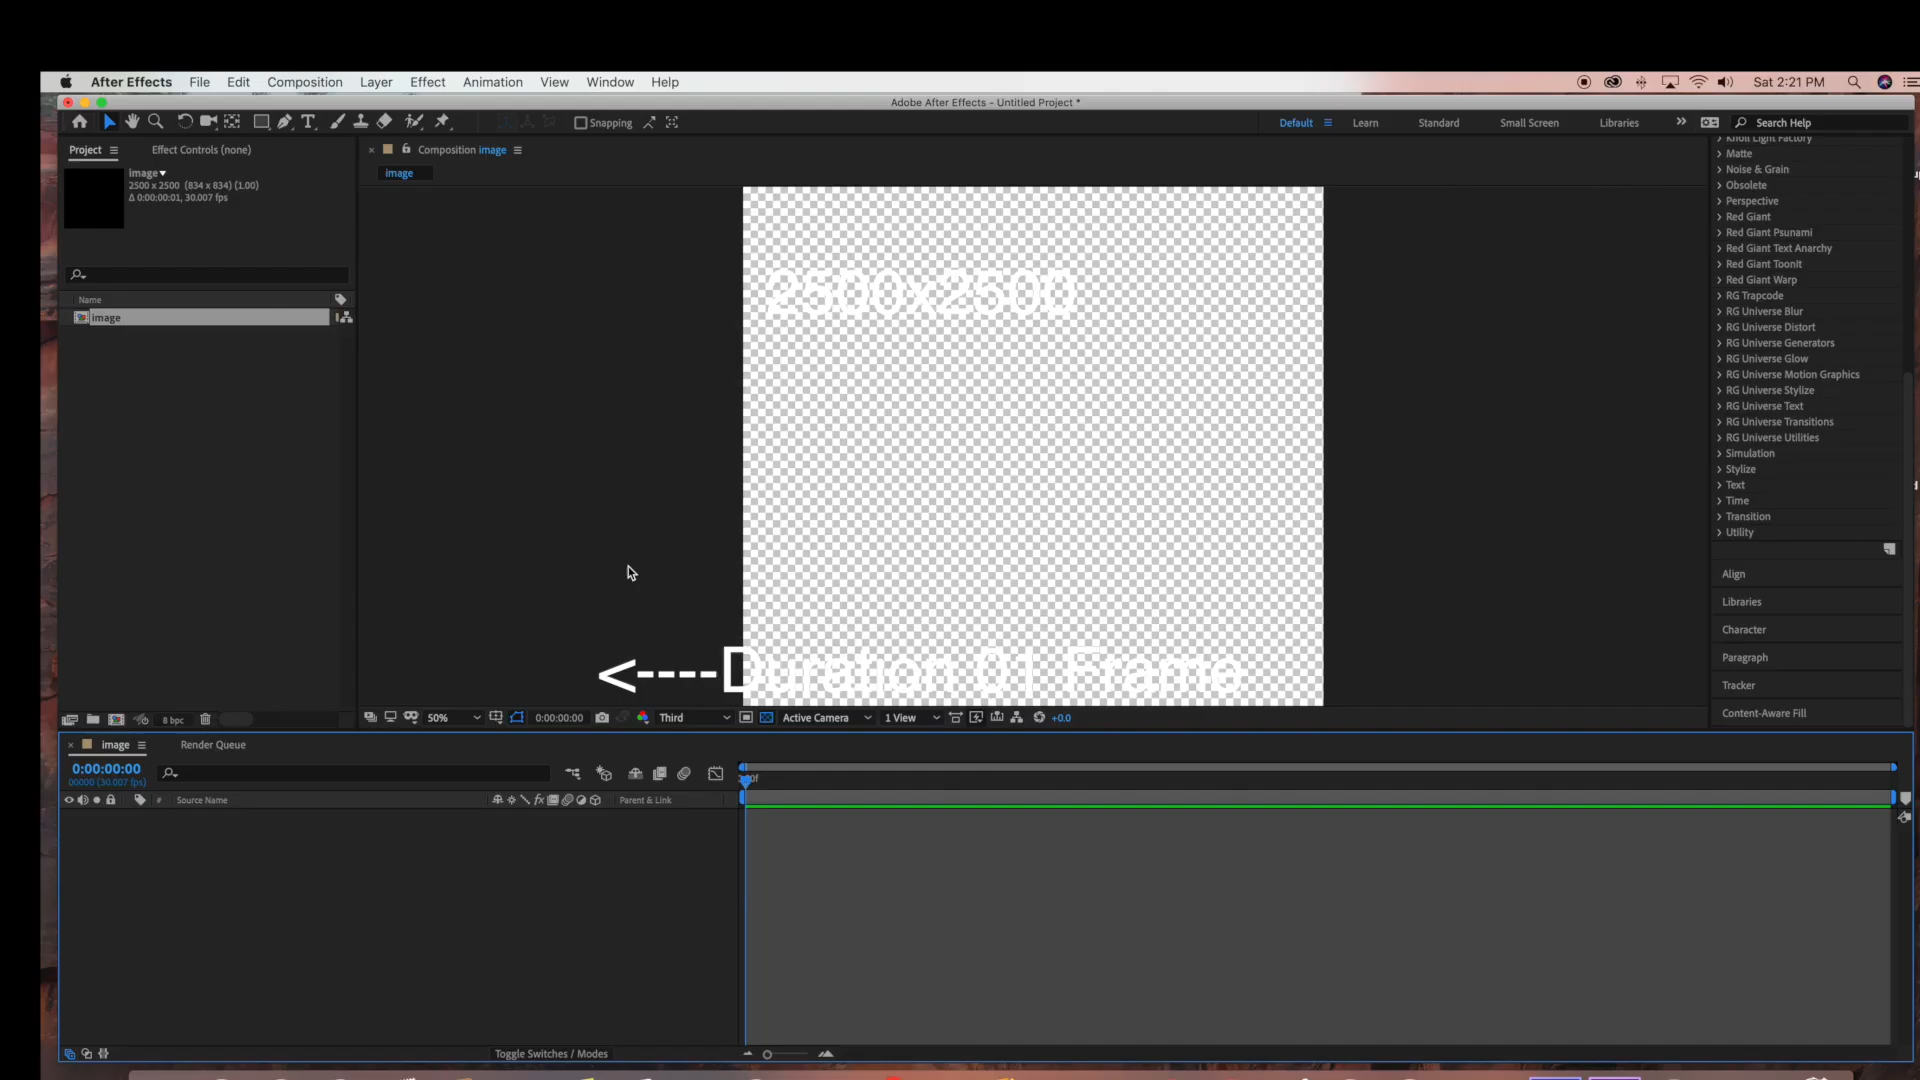 After Effects File Edit Composition Layer Effect Animation View Window Help
Sat 2:21 PM
Adobe After Effects - Untitled Project *
Snapping
Default Learn Standard Small Screen Libraries
Search Help
Project
Effect Controls (none)
Composition image
image
image
2500 x 2500 (834 x 834) (1.00)
Δ 0:00:00:01, 30.007 fps
Name
image
2500x2500
<----Duration 01 Frame
Knoll Light Factory
Matte
Noise & Grain
Obsolete
Perspective
Red Giant
Red Giant Psunami
Red Giant Text Anarchy
Red Giant ToonIt
Red Giant Warp
RG Trapcode
RG Universe Blur
RG Universe Distort
RG Universe Generators
RG Universe Glow
RG Universe Motion Graphics
RG Universe Stylize
RG Universe Text
RG Universe Transitions
RG Universe Utilities
Simulation
Stylize
Text
Time
Transition
Utility
Align
Libraries
Character
Paragraph
Tracker
Content-Aware Fill
8 bpc
50% 0:00:00:00 Third Active Camera 1 View +0.0
image
Render Queue
0:00:00:00
00000 (30.007 fps)
# Source Name
fx
Parent & Link
Toggle Switches / Modes